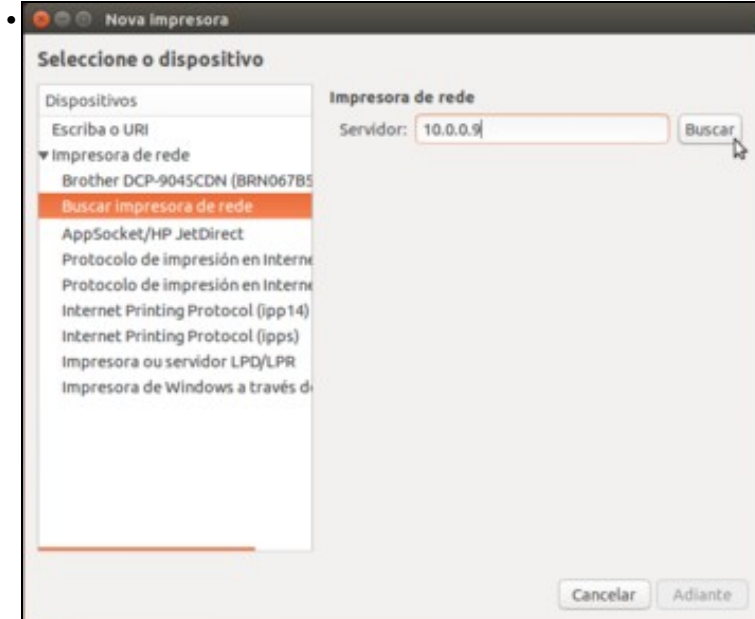 Nova impresora
Seleccione o dispositivo
Dispositivos
Escriba o URI
Impresora de rede
Brother DCP-9045CDN (BRN067B5
Buscar impresora de rede
AppSocket/HP JetDirect
Protocolo de impresión en Interne
Protocolo de impresión en Interne
Internet Printing Protocol (ipp14)
Internet Printing Protocol (ipps)
Impresora ou servidor LPD/LPR
Impresora de Windows a través de
Impresora de rede
Servidor: 10.0.0.9 Buscar
Cancelar Adiante